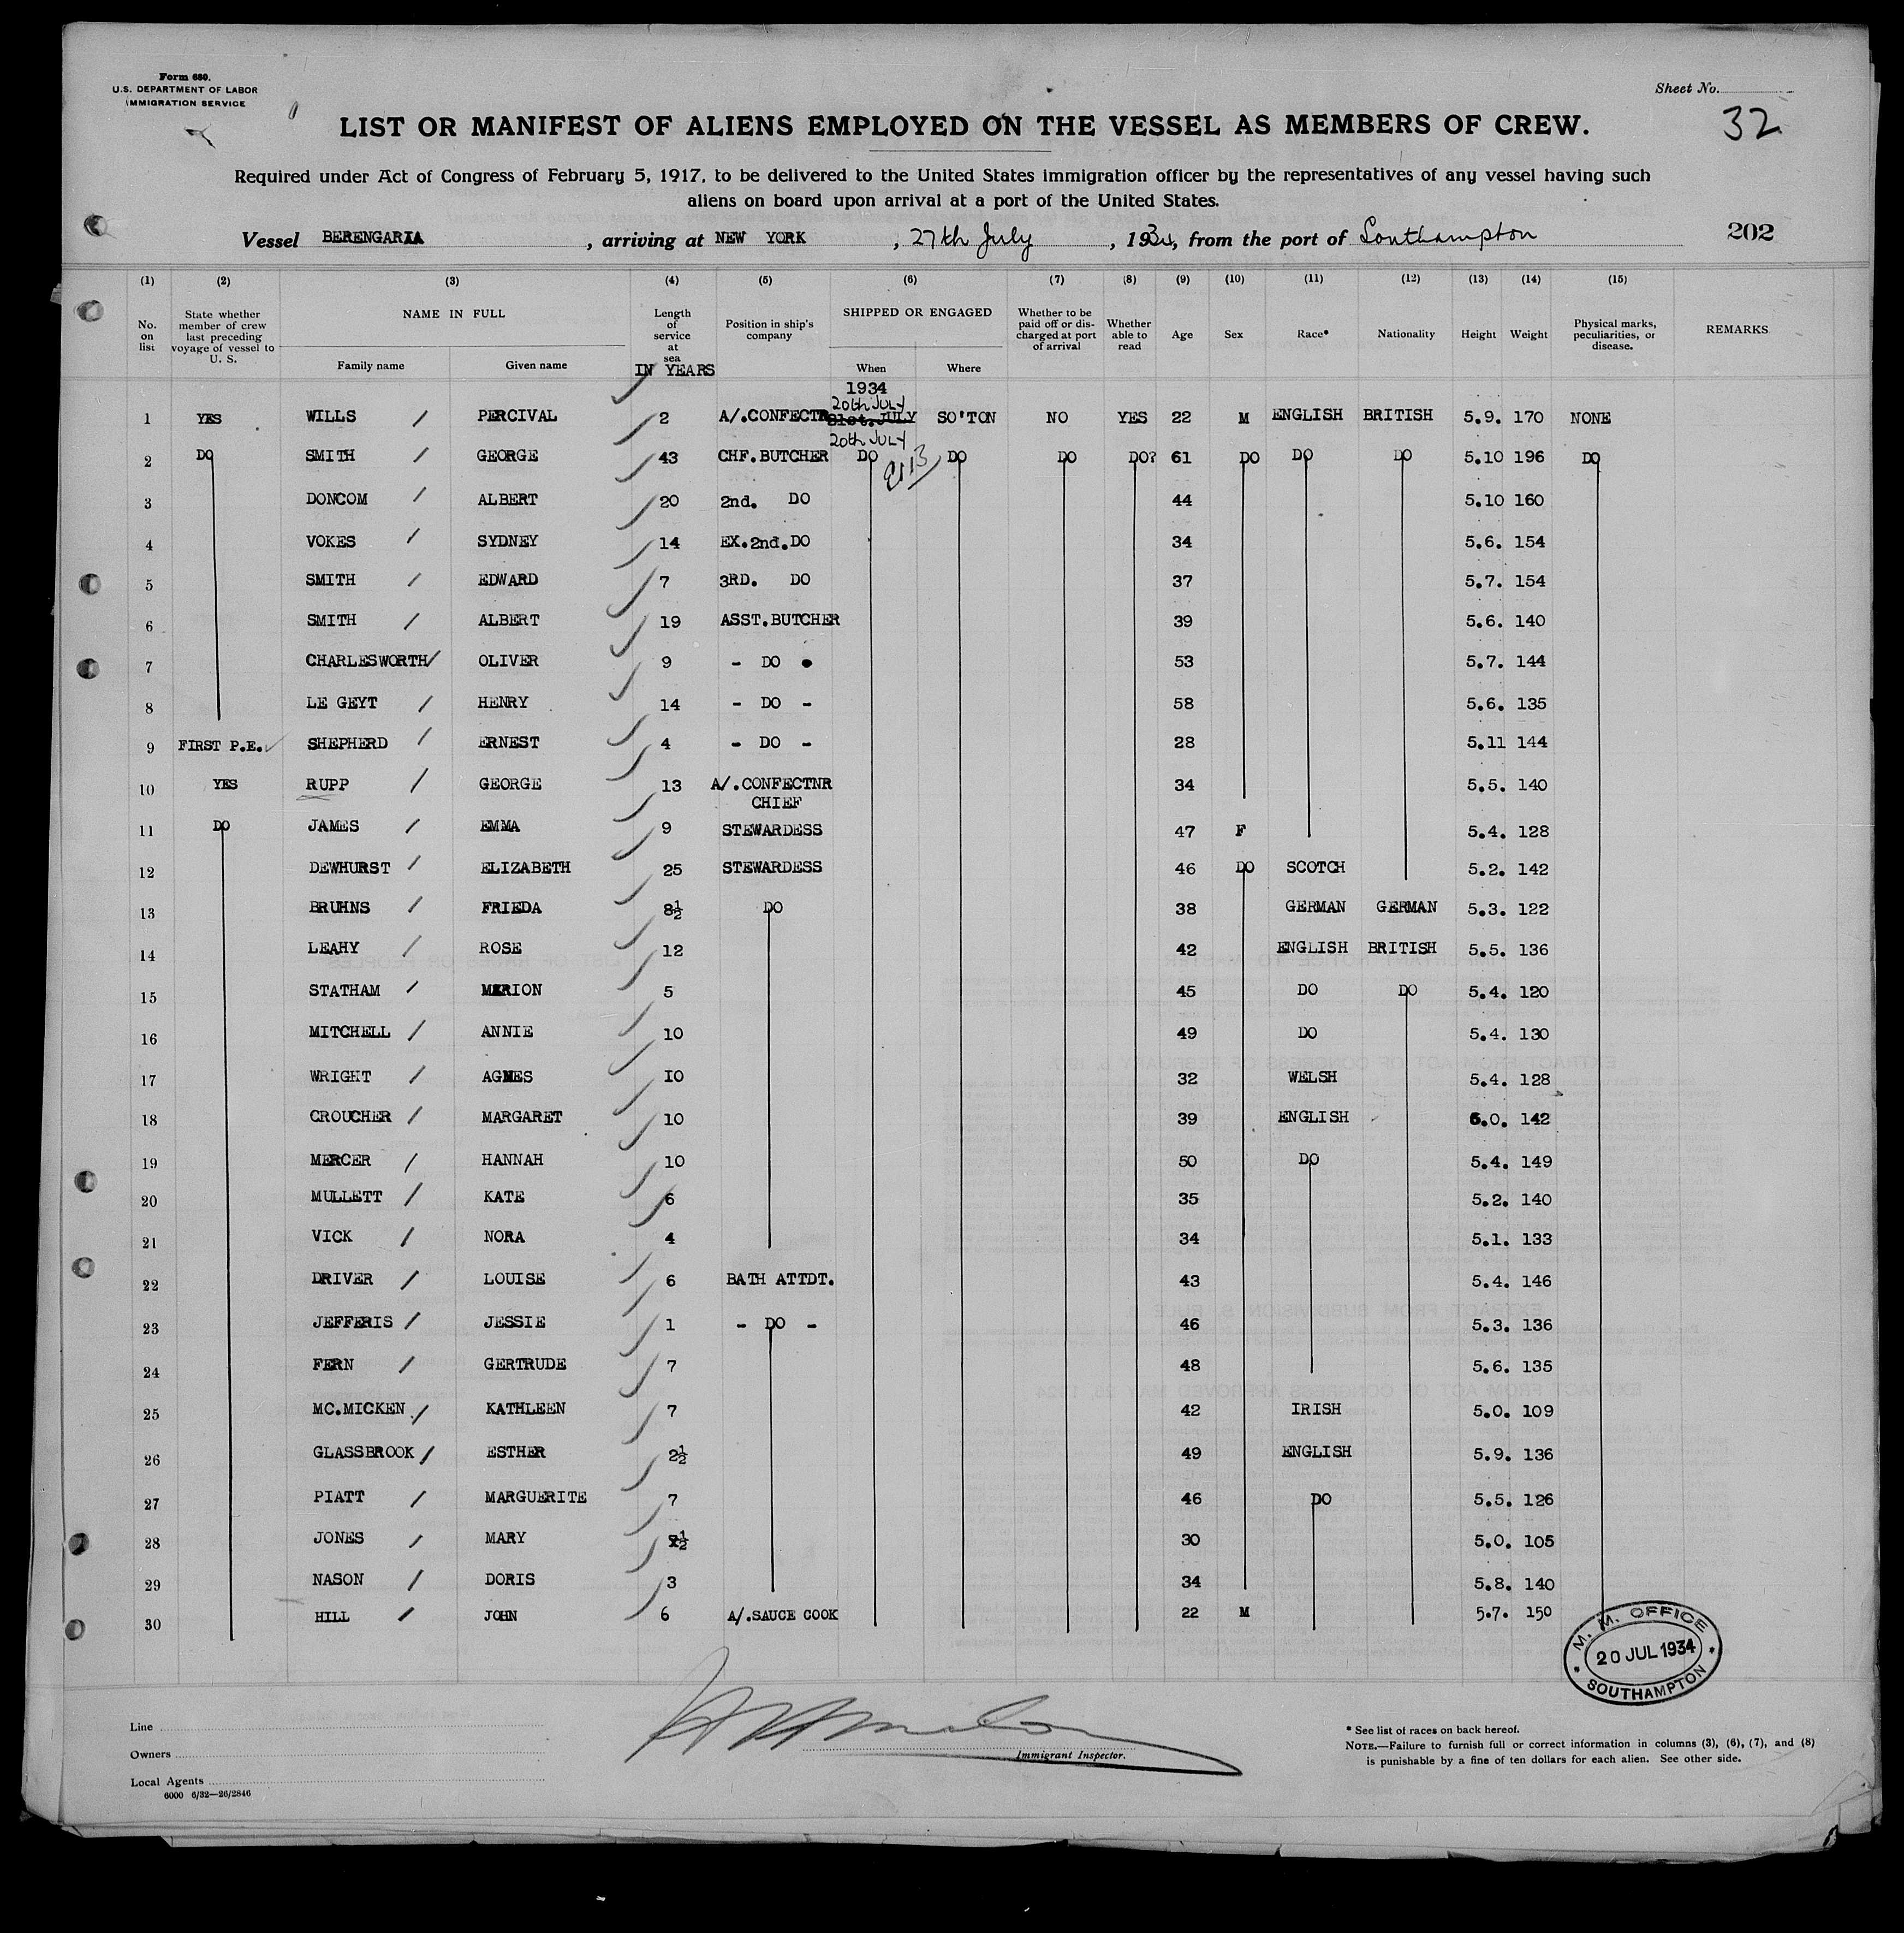 Form 680.
U.S. DEPARTMENT OF LABOR
IMMIGRATION SERVICE
Sheet No.
32
LIST OR MANIFEST OF ALIENS EMPLOYED ON THE VESSEL AS MEMBERS OF CREW.
Required under Act of Congress of February 5, 1917, to be delivered to the United States immigration officer by the representatives of any vessel having such
aliens on board upon arrival at a port of the United States.
Vessel BERENGARIA, arriving at NEW YORK, 27th July, 1934, from the port of Southampton 202
(1) (2) (3) (4) (5) (6) (7) (8) (9) (10) (11) (12) (13) (14) (15)
No. on list State whether member of crew last preceding voyage of vessel to U. S. NAME IN FULL Family name Given name Length of service at sea IN YEARS Position in ship's company SHIPPED OR ENGAGED When Where Whether to be paid off or discharged at port of arrival Whether able to read Age Sex Race* Nationality Height Weight Physical marks, peculiarities, or disease. REMARKS
1934
20th JULY
1 YES WILLS / PERCIVAL 2 A/.CONFECTR 21st.JULY SO'TON NO YES 22 M ENGLISH BRITISH 5.9. 170 NONE
20th JULY
2 DO SMITH / GEORGE 43 CHF.BUTCHER DO DO DO DO? 61 DO DO DO 5.10 196 DO
3 DONCOM / ALBERT 20 2nd. DO 44 5.10 160
4 VOKES / SYDNEY 14 EX.2nd.DO 34 5.6. 154
5 SMITH / EDWARD 7 3RD. DO 37 5.7. 154
6 SMITH / ALBERT 19 ASST.BUTCHER 39 5.6. 140
7 CHARLESWORTH / OLIVER 9 - DO - 53 5.7. 144
8 LE GEYT / HENRY 14 - DO - 58 5.6. 135
9 FIRST P.E. SHEPHERD / ERNEST 4 - DO - 28 5.11 144
10 YES RUPP / GEORGE 13 A/.CONFECTNR 34 5.5. 140
CHIEF
11 DO JAMES / EMMA 9 STEWARDESS 47 F 5.4. 128
12 DEWHURST / ELIZABETH 25 STEWARDESS 46 DO SCOTCH 5.2. 142
13 BRUHNS / FRIEDA 8½ DO 38 GERMAN GERMAN 5.3. 122
14 LEAHY / ROSE 12 42 ENGLISH BRITISH 5.5. 136
15 STATHAM / MARION 5 45 DO DO 5.4. 120
16 MITCHELL / ANNIE 10 49 DO 5.4. 130
17 WRIGHT / AGNES IO 32 WELSH 5.4. 128
18 CROUCHER / MARGARET 10 39 ENGLISH .0. 142
19 MERCER / HANNAH 10 50 DO 5.4. 149
20 MULLETT / KATE 6 35 5.2. 140
21 VICK / NORA 4 34 5.1. 133
22 DRIVER / LOUISE 6 BATH ATTDT. 43 5.4. 146
23 JEFFERIS / JESSIE 1 - DO - 46 5.3. 136
24 FERN / GERTRUDE 7 48 5.6. 135
25 MC.MICKEN / KATHLEEN 7 42 IRISH 5.0. 109
26 GLASSBROOK / ESTHER 2½ 49 ENGLISH 5.9. 136
27 PIATT / MARGUERITE 7 46 DO 5.5. 126
28 JONES / MARY ½ 30 5.0. 105
29 NASON / DORIS 3 34 5.8. 140
30 HILL / JOHN 6 A/.SAUCE COOK 22 M 5.7. 150
M. M. OFFICE
20 JUL 1934
SOUTHAMPTON
Line
Owners
Local Agents
6000 6/32—26/2846
Immigrant Inspector.
* See list of races on back hereof.
NOTE.—Failure to furnish full or correct information in columns (3), (6), (7), and (8)
is punishable by a fine of ten dollars for each alien. See other side.